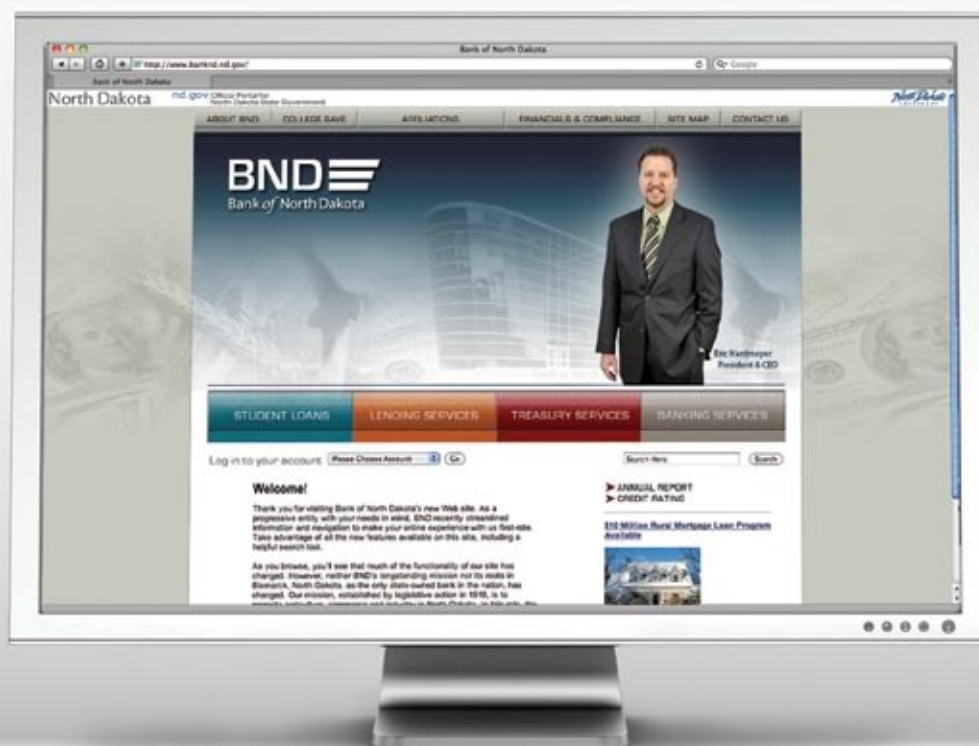 Bank of North Dakota
http://www.banknd.nd.gov/
Google
Bank of North Dakota
North Dakota
nd.gov Official Portal for
North Dakota State Government
North Dakota
ABOUT BND
COLLEGE SAVE
AFFILIATIONS
FINANCIALS & COMPLIANCE
SITE MAP
CONTACT US
BND
Bank of North Dakota
Eric Hardmeyer
President & CEO
STUDENT LOANS
LENDING SERVICES
TREASURY SERVICES
BANKING SERVICES
Log-in to your account
Please Choose Account
Go
Search Here
Search
Welcome!
Thank you for visiting Bank of North Dakota's new Web site. As a
progressive entity with your needs in mind, BND recently streamlined
information and navigation to make your online experience with us first-rate.
Take advantage of all the new features available on this site, including a
helpful search tool.
As you browse, you'll see that much of the functionality of our site has
changed. However, neither BND's longstanding mission nor its roots in
Bismarck, North Dakota, as the only state-owned bank in the nation, has
changed. Our mission, established by legislative action in 1919, is to
ANNUAL REPORT
CREDIT RATING
$10 Million Rural Mortgage Loan Program
Available